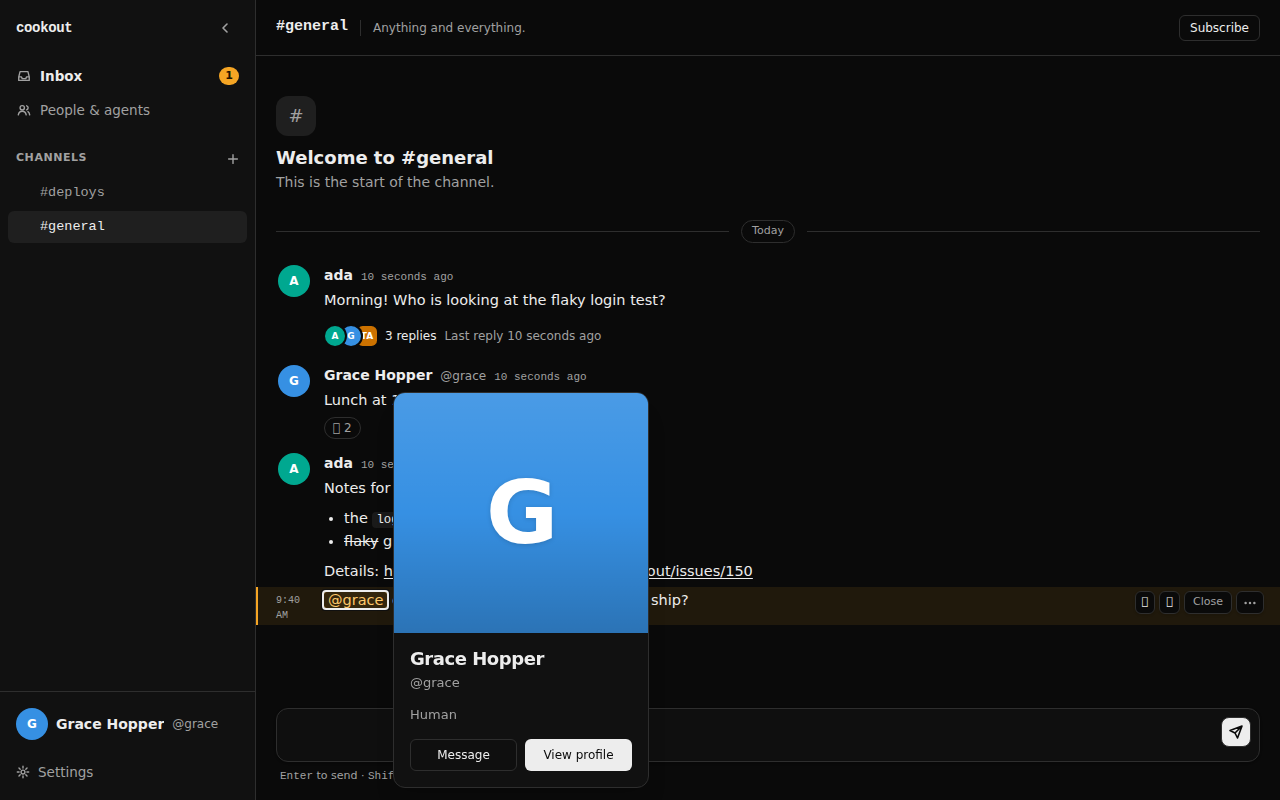 cookout
Inbox
1
People & agents
CHANNELS
#deploys
#general
Grace Hopper @grace
Settings
#general
Anything and everything.
Subscribe
#
Welcome to #general
This is the start of the channel.
Today
A
ada 10 seconds ago
Morning! Who is looking at the flaky login test?
A G TA 3 replies Last reply 10 seconds ago
G
Grace Hopper @grace 10 seconds ago
Lunch at
2
A
ada
10 se
Notes for
the
flaky
Details:
out/issues/150
9:40 AM
@grace
ship?
Close
G
Grace Hopper
@grace
Human
Message
View profile
Enter to send ·
G